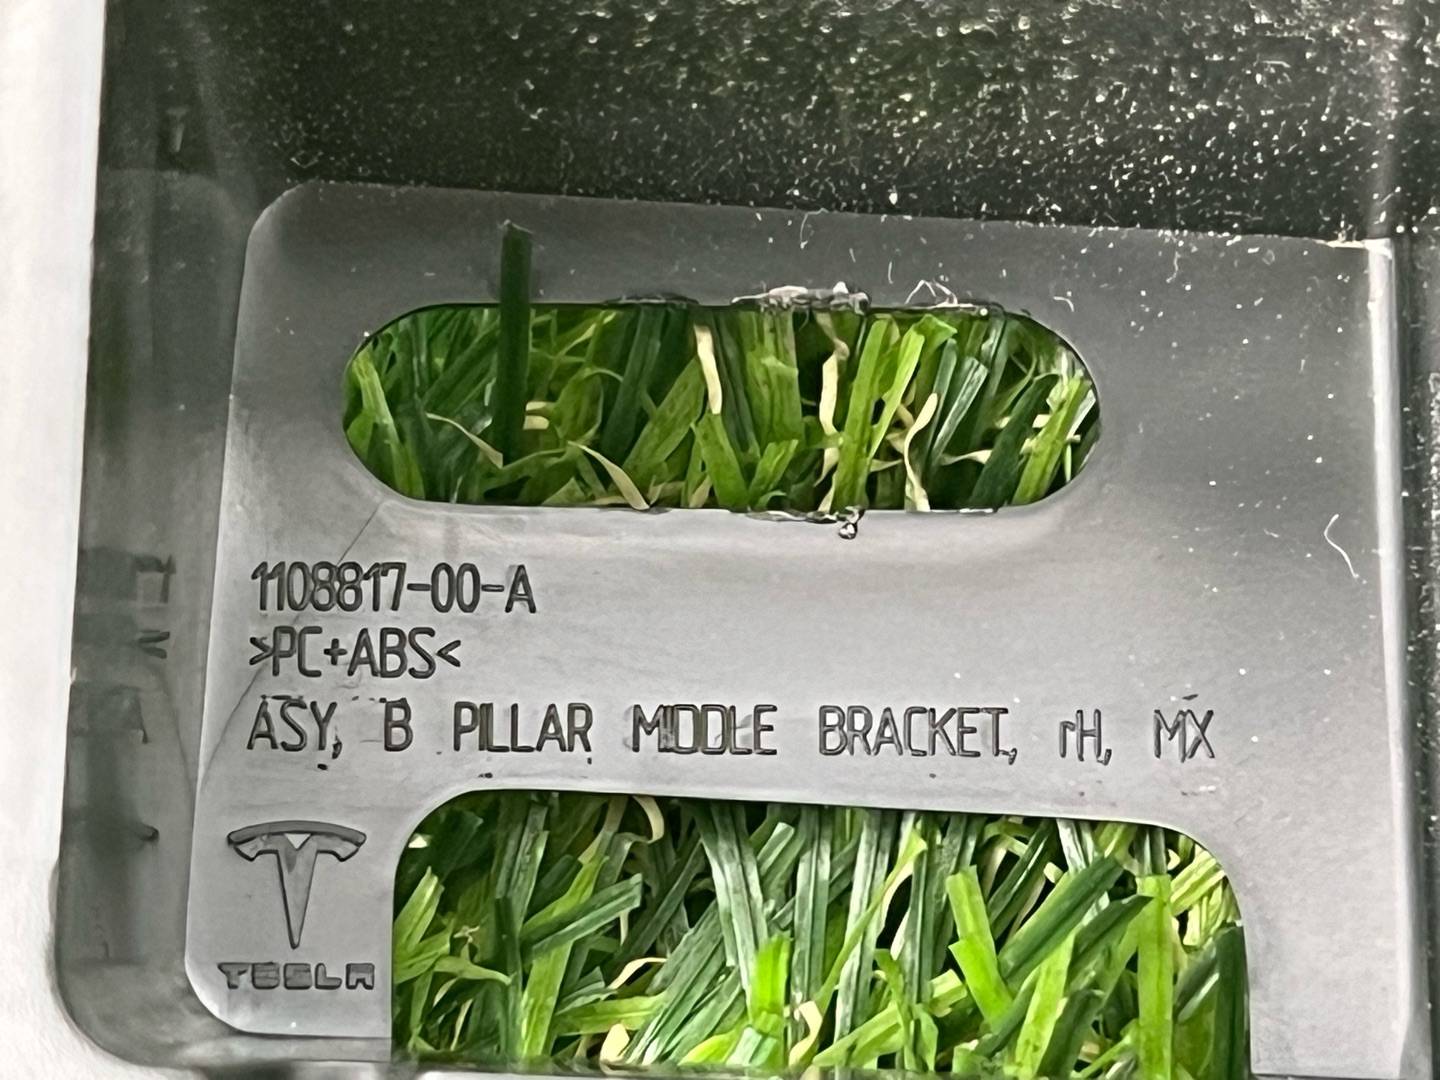 1108817-00-A
>PC+ABS<
ASY, B PILLAR MIDDLE BRACKET, rH, MX
TESLA